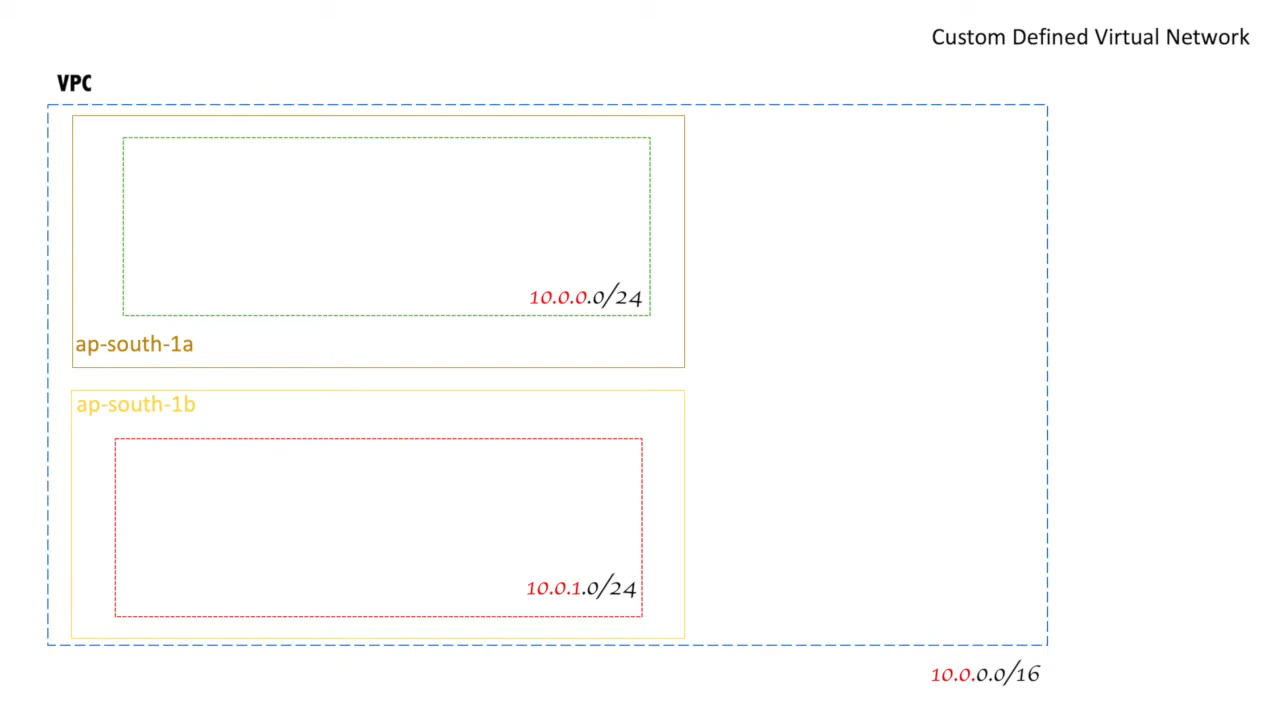 Custom Defined Virtual Network
VPC
10.0.0.0/24
ap-south-1a
ap-south-1b
10.0.1.0/24
10.0.0.0/16